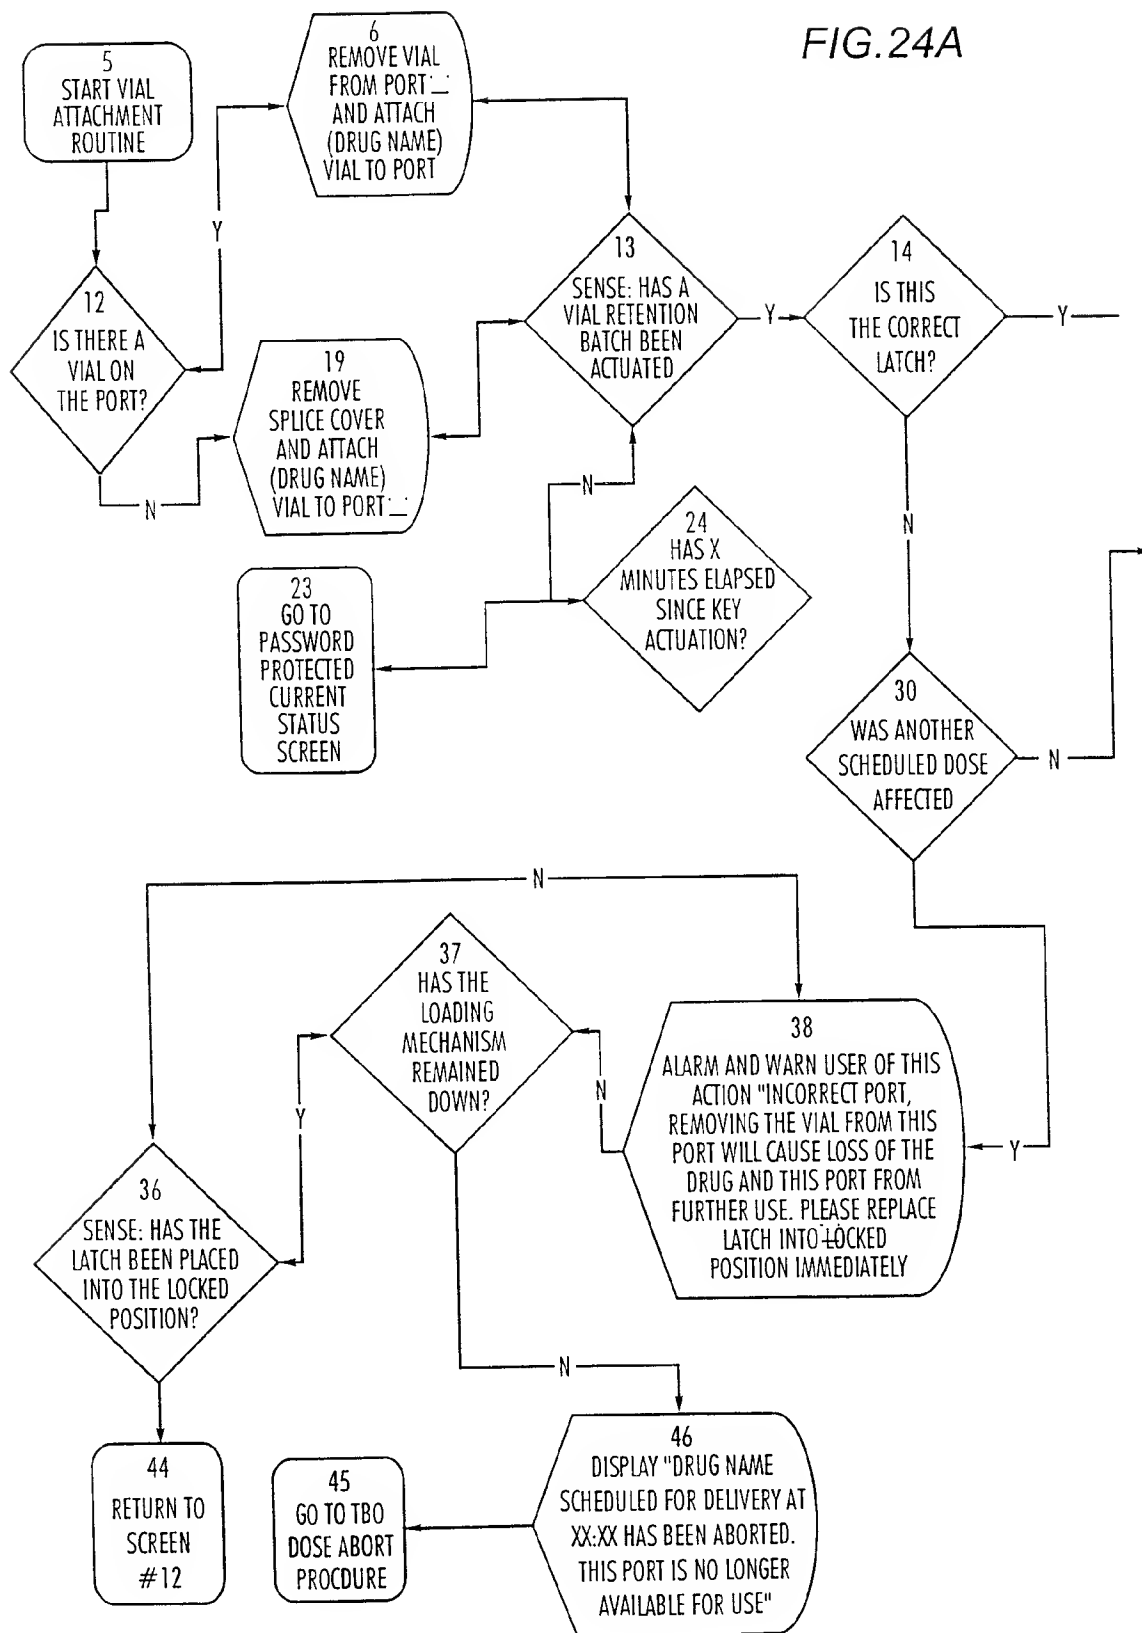 FIG.24A
5
START VIAL
ATTACHMENT
ROUTINE
6
REMOVE VIAL
FROM PORT _
AND ATTACH
(DRUG NAME)
VIAL TO PORT
Y
12
IS THERE A
VIAL ON
THE PORT?
N
19
REMOVE
SPLICE COVER
AND ATTACH
(DRUG NAME)
VIAL TO PORT _
13
SENSE: HAS A
VIAL RETENTION
BATCH BEEN
ACTUATED
Y
14
IS THIS
THE CORRECT
LATCH?
Y
N
N
24
HAS X
MINUTES ELAPSED
SINCE KEY
ACTUATION?
23
GO TO
PASSWORD
PROTECTED
CURRENT
STATUS
SCREEN
30
WAS ANOTHER
SCHEDULED DOSE
AFFECTED
N
Y
N
37
HAS THE
LOADING
MECHANISM
REMAINED
DOWN?
N
Y
38
ALARM AND WARN USER OF THIS
ACTION "INCORRECT PORT,
REMOVING THE VIAL FROM THIS
PORT WILL CAUSE LOSS OF THE
DRUG AND THIS PORT FROM
FURTHER USE. PLEASE REPLACE
LATCH INTO LOCKED
POSITION IMMEDIATELY
36
SENSE: HAS THE
LATCH BEEN PLACED
INTO THE LOCKED
POSITION?
N
44
RETURN TO
SCREEN
#12
45
GO TO TBO
DOSE ABORT
PROCDURE
46
DISPLAY "DRUG NAME
SCHEDULED FOR DELIVERY AT
XX:XX HAS BEEN ABORTED.
THIS PORT IS NO LONGER
AVAILABLE FOR USE"